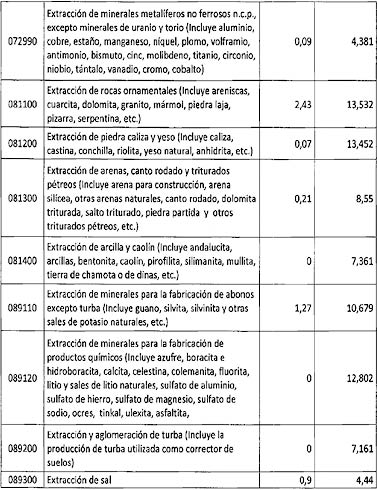 Extracción de minerales metalíferos no ferrosos n.c.p.,
excepto minerales de uranio y torio (Incluye aluminio,
072990 cobre, estaño, manganeso, níquel, plomo, volframio, 0,09 4,381
antimonio, bismuto, cinc, molibdeno, titanio, circonio,
niobio, tántalo, vanadio, cromo, cobalto)
Extracción de rocas ornamentales (Incluye areniscas,
081100 cuarcita, dolomita, granito, mármol, piedra laja, 2,43 13,532
pizarra, serpentina, etc.)
081200 Extracción de piedra caliza y yeso (Incluye caliza, 0,07 13,452
castina, conchilla, riolita, yeso natural, anhidrita, etc.)
Extracción de arenas, canto rodado y triturados
pétreos (Incluye arena para construcción, arena
081300 silícea, otras arenas naturales, canto rodado, dolomita 0,21 8,55
triturada, salto triturado, piedra partida y otros
triturados pétreos, etc.)
Extracción de arcilla y caolín (Incluye andalucita,
081400 arcillas, bentonita, caolín, pirofilita, silimanita, mullita, 0 7,361
tierra de chamota o de dinas, etc.)
Extracción de minerales para la fabricación de abonos
089110 excepto turba (Incluye guano, silvita, silvinita y otras 1,27 10,679
sales de potasio naturales, etc.)
Extracción de minerales para la fabricación de
productos químicos (Incluye azufre, boracita e
hidroboracita, calcita, celestina, colemanita, fluorita,
089120 litio y sales de litio naturales, sulfato de aluminio, 0 12,802
sulfato de hierro, sulfato de magnesio, sulfato de
sodio, ocres, tinkal, ulexita, asfaltita,
Extracción y aglomeración de turba (Incluye la
089200 producción de turba utilizada como corrector de 0 7,161
suelos)
089300 Extracción de sal 0,9 4,44